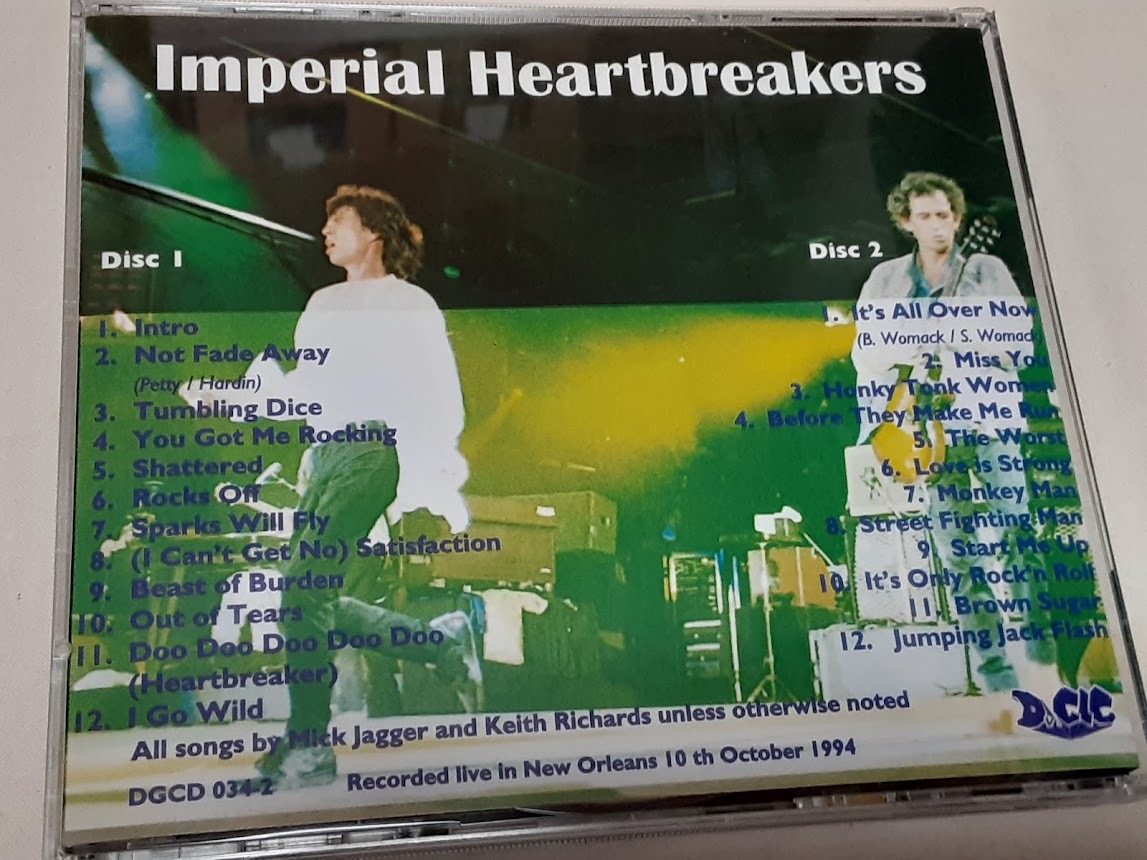 Imperial Heartbreakers
Disc 1
1. Intro
2. Not Fade Away
(Petty / Hardin)
3. Tumbling Dice
4. You Got Me Rocking
5. Shattered
6. Rocks Off
7. Sparks Will Fly
8. (I Can't Get No) Satisfaction
9. Beast of Burden
10. Out of Tears
11. Doo Doo Doo Doo Doo
(Heartbreaker)
12. I Go Wild
Disc 2
1. It's All Over Now
(B. Womack / S. Womack)
2. Miss You
3. Honky Tonk Women
4. Before They Make Me Run
5. The Worst
6. Love is Strong
7. Monkey Man
8. Street Fighting Man
9. Start Me Up
10. It's Only Rock'n Roll
11. Brown Sugar
12. Jumping Jack Flash
All songs by Mick Jagger and Keith Richards unless otherwise noted
DGCD 034-2 Recorded live in New Orleans 10 th October 1994